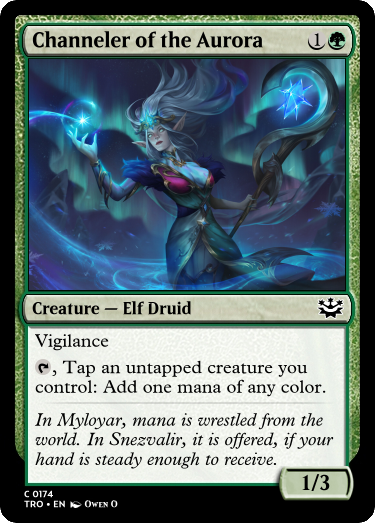 Channeler of the Aurora 1
Creature — Elf Druid
Vigilance
, Tap an untapped creature you
control: Add one mana of any color.
In Myloyar, mana is wrestled from the
world. In Snezvalir, it is offered, if your
hand is steady enough to receive.
1/3
C 0174
TRO • EN Owen O